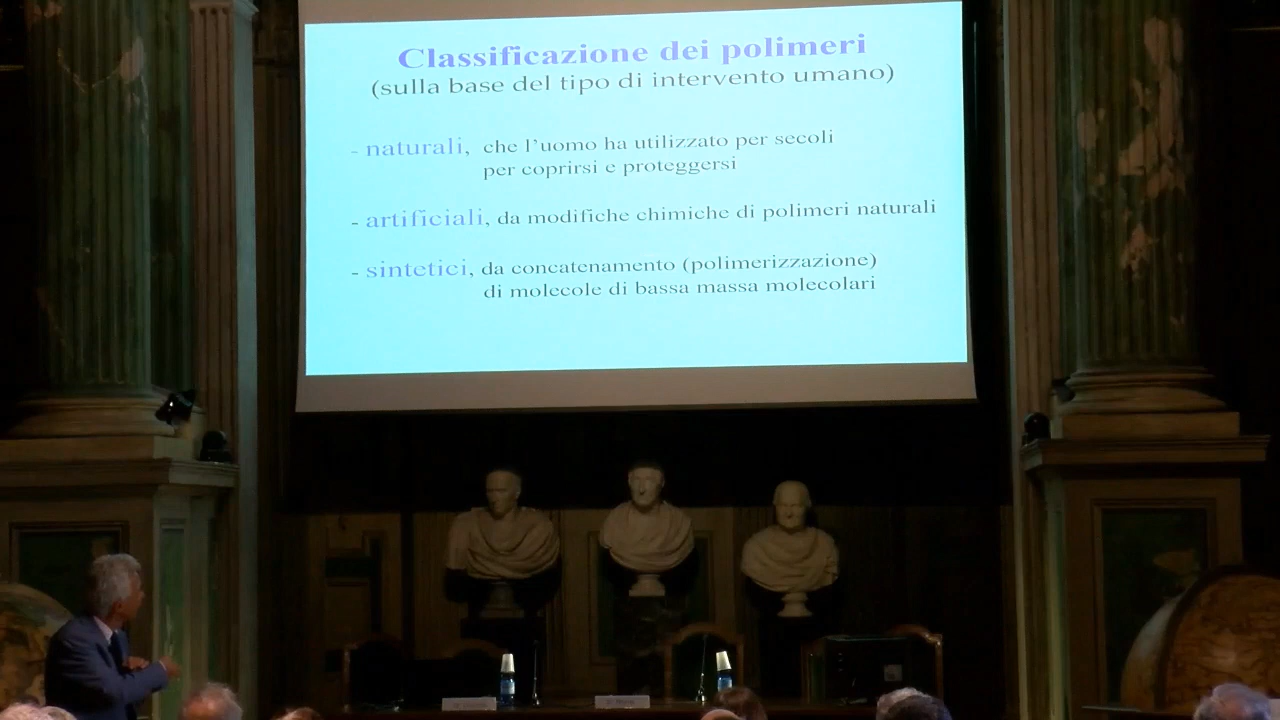 Classificazione dei polimeri
(sulla base del tipo di intervento umano)
- naturali, che l'uomo ha utilizzato per secoli
per coprirsi e proteggersi
- artificiali, da modifiche chimiche di polimeri naturali
- sintetici, da concatenamento (polimerizzazione)
di molecole di bassa massa molecolari